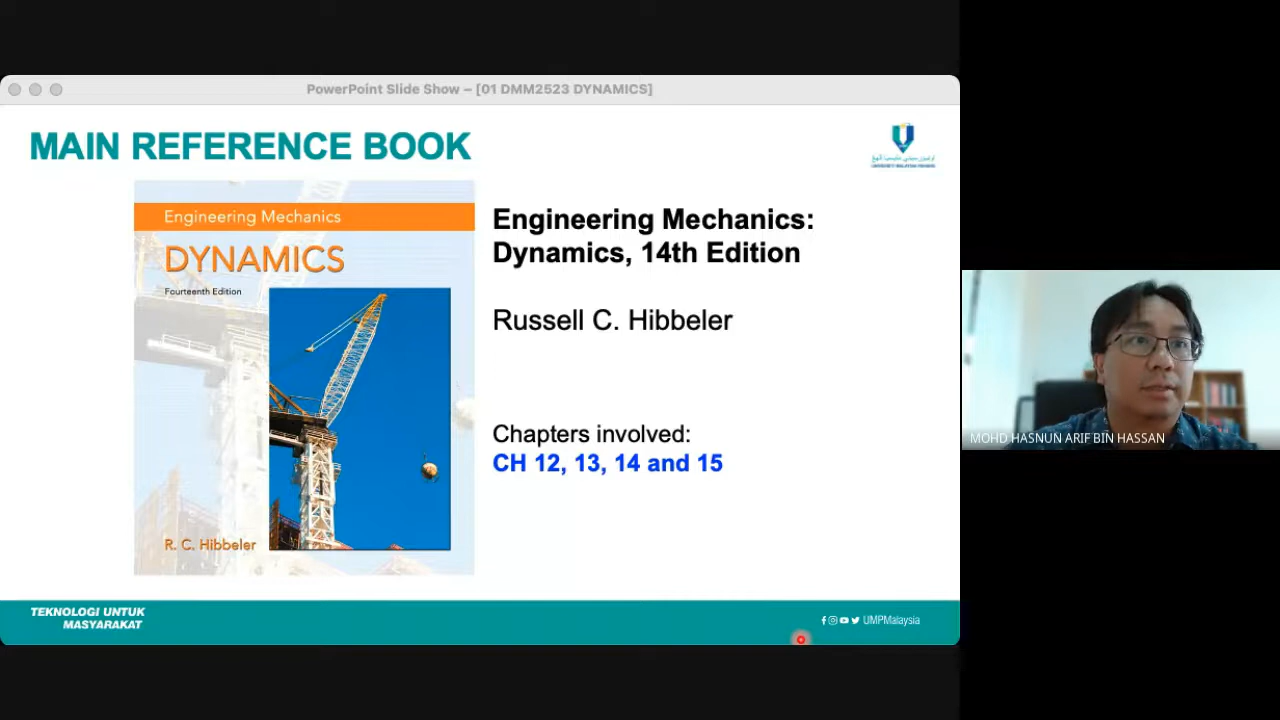 PowerPoint Slide Show – [01 DMM2523 DYNAMICS]
MAIN REFERENCE BOOK
Engineering Mechanics
DYNAMICS
Fourteenth Edition
R. C. Hibbeler
Engineering Mechanics:
Dynamics, 14th Edition
Russell C. Hibbeler
Chapters involved:
CH 12, 13, 14 and 15
TEKNOLOGI UNTUK
MASYARAKAT
UMPMalaysia
MOHD HASNUN ARIF BIN HASSAN